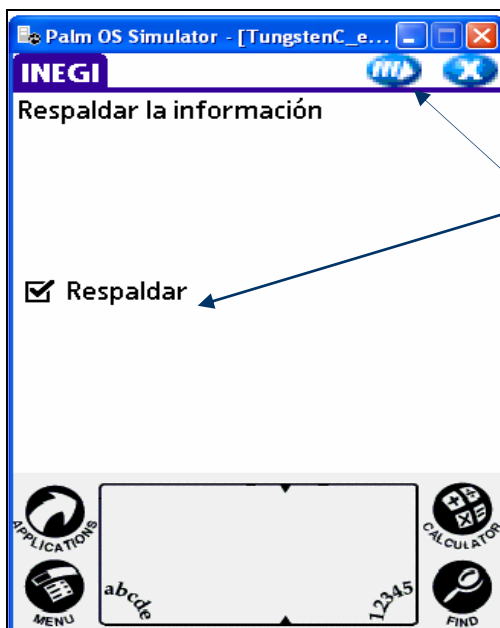 Palm OS Simulator - [TungstenC_e...
INEGI
Respaldar la información
Respaldar
APPLICATIONS
CALCULATOR
abcde
12345
MENU
FIND